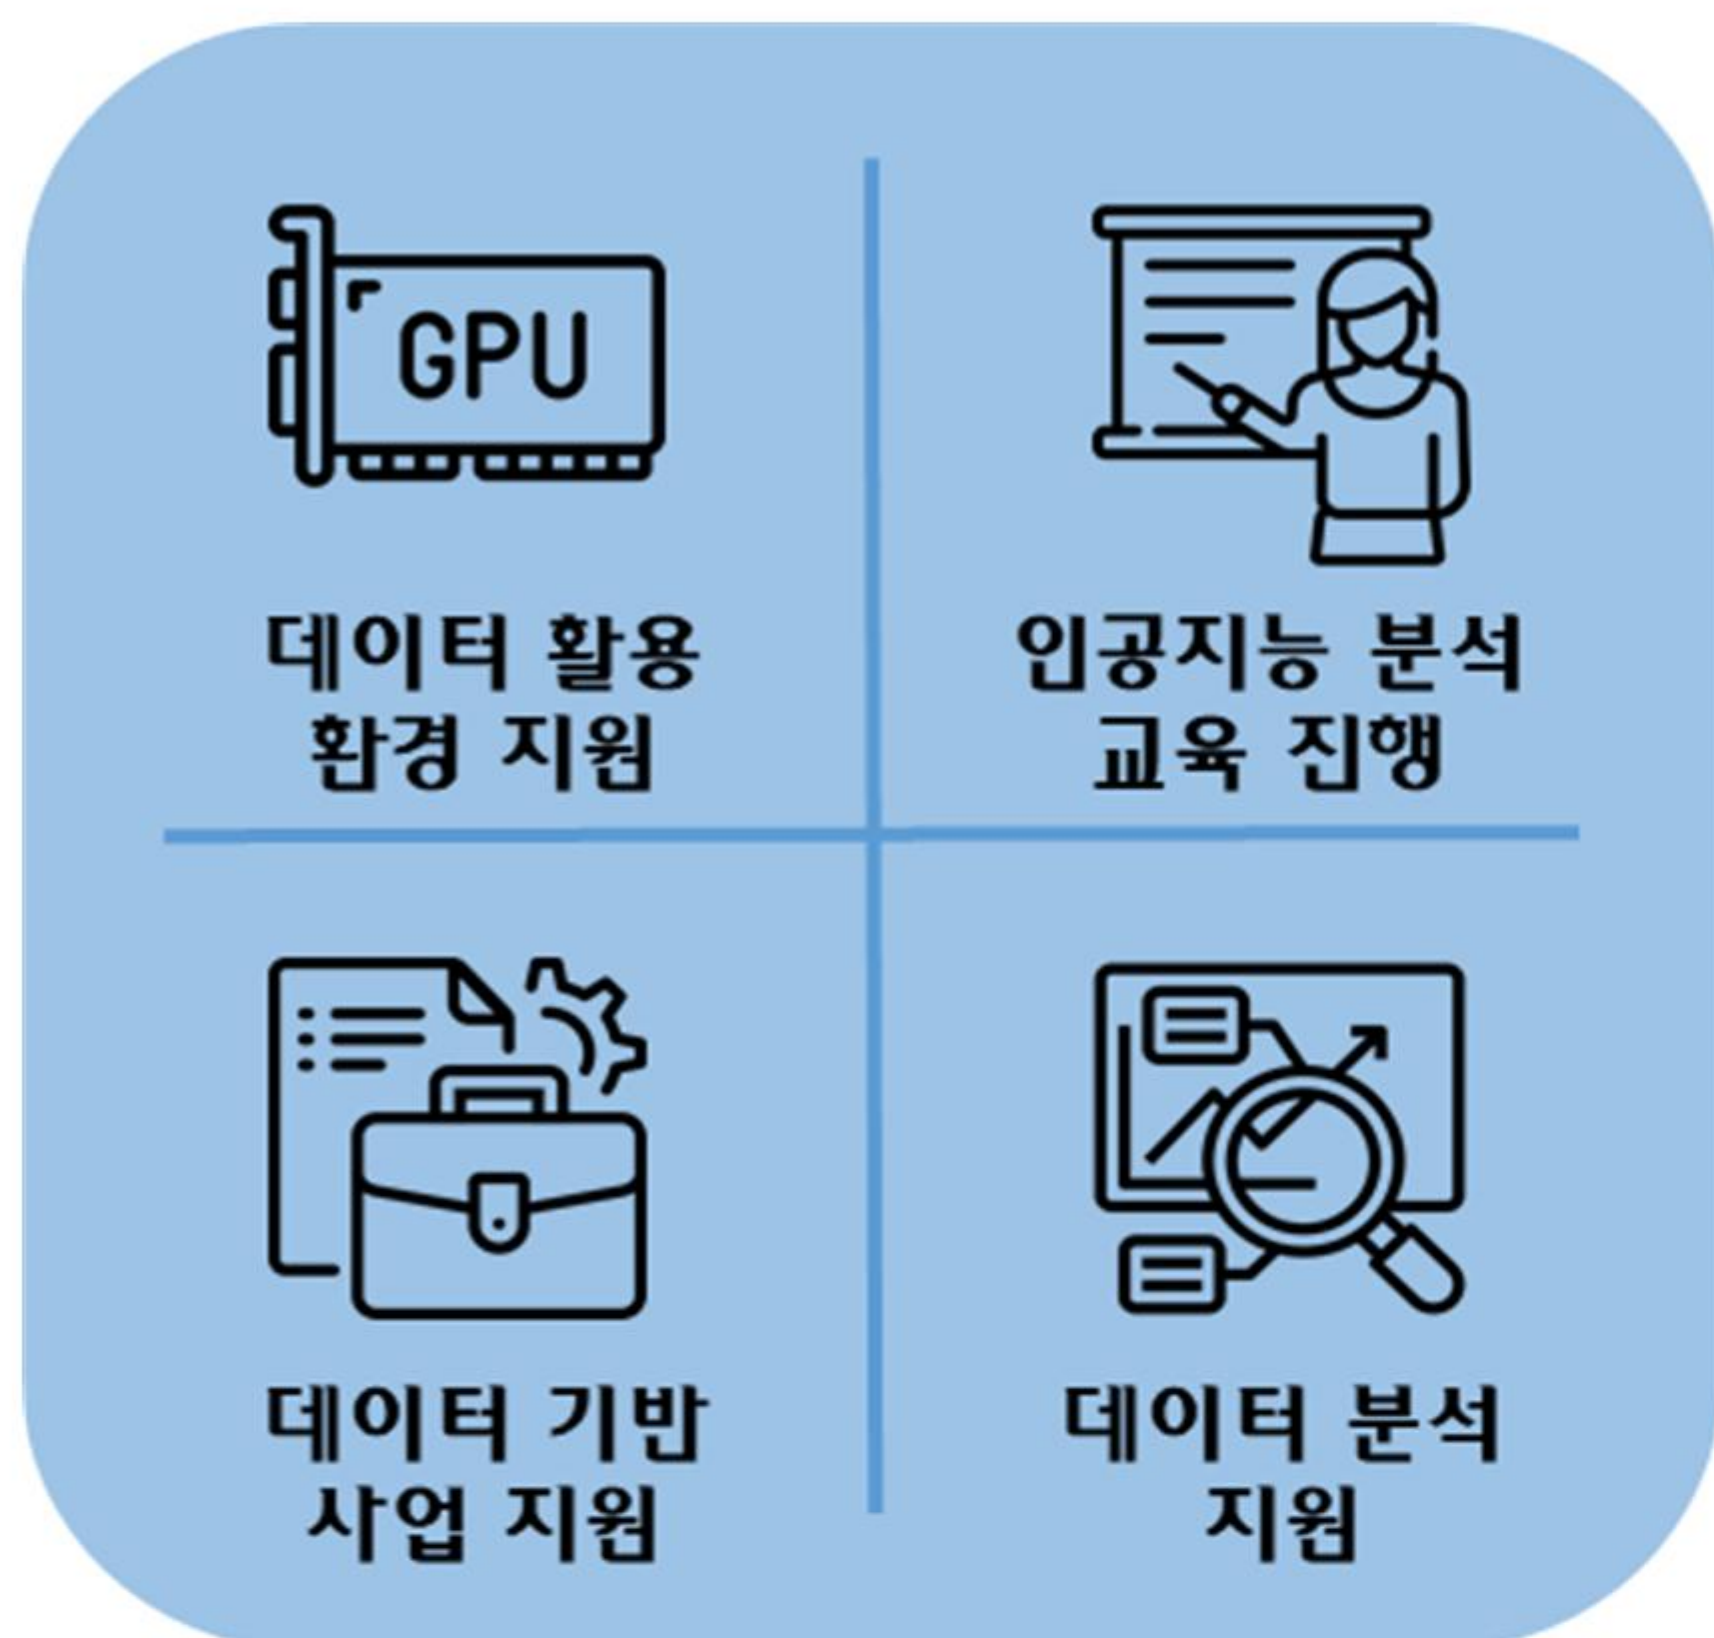 GPU
데이터 활용
환경 지원
인공지능 분석
교육 진행
데이터 기반
사업 지원
데이터 분석
지원